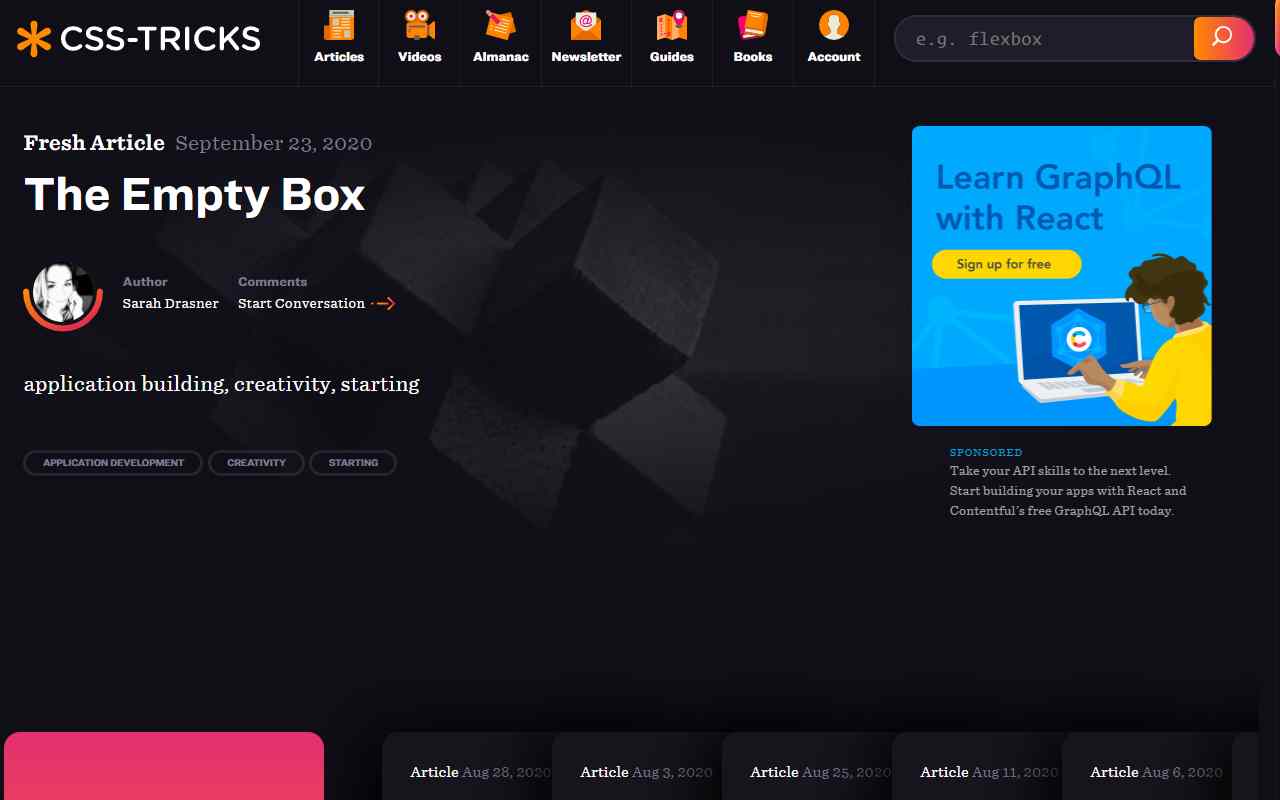 CSS-TRICKS
Articles
Videos
Almanac
@
Newsletter
Guides
Books
Account
e.g. flexbox
Fresh Article September 23, 2020
The Empty Box
Author
Sarah Drasner
Comments
Start Conversation
application building, creativity, starting
APPLICATION DEVELOPMENT
CREATIVITY
STARTING
Learn GraphQL
with React
Sign up for free
SPONSORED
Take your API skills to the next level.
Start building your apps with React and
Contentful's free GraphQL API today.
Article Aug 28, 2020
Article Aug 3, 2020
Article Aug 25, 2020
Article Aug 11, 2020
Article Aug 6, 2020